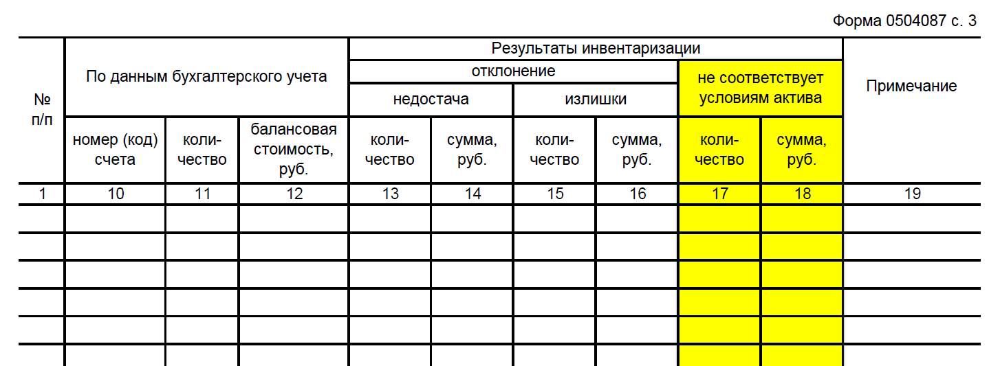 Форма 0504087 с. 3
№
п/п
По данным бухгалтерского учета
Результаты инвентаризации
отклонение
недостача
излишки
не соответствует
условиям актива
Примечание
номер (код)
счета
коли-
чество
балансовая
стоимость,
руб.
коли-
чество
сумма,
руб.
коли-
чество
сумма,
руб.
коли-
чество
сумма,
руб.
1 10 11 12 13 14 15 16 17 18 19